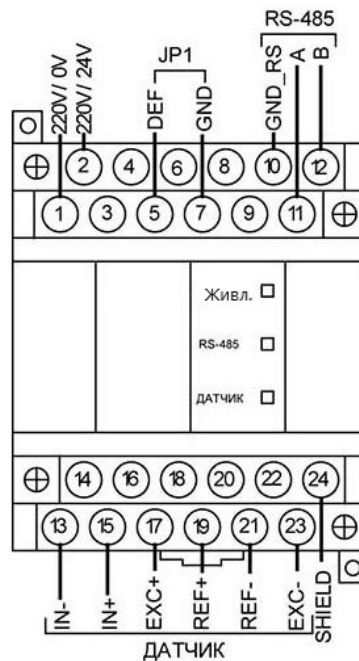 RS-485
JP1
220V/ 0V
220V/ 24V
DEF
GND
GND_RS
A
B
2 4 6 8 10 12
1 3 5 7 9 11
Живл.
RS-485
ДАТЧИК
14 16 18 20 22 24
13 15 17 19 21 23
IN-
IN+
EXC+
REF+
REF-
EXC-
SHIELD
ДАТЧИК